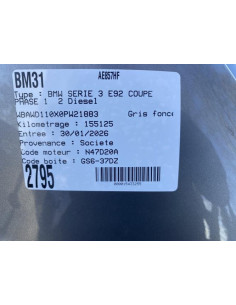 BM31
AE857HF
Type : BMW SERIE 3 E92 COUPE
PHASE 1 2 Diesel
WBAWD110X0PW21883 Gris fonce
Kilometrage : 155125
Entree : 30/01/2026
Provenance : Societe
Code moteur : N47D20A
Code boite : GS6-37DZ
2795